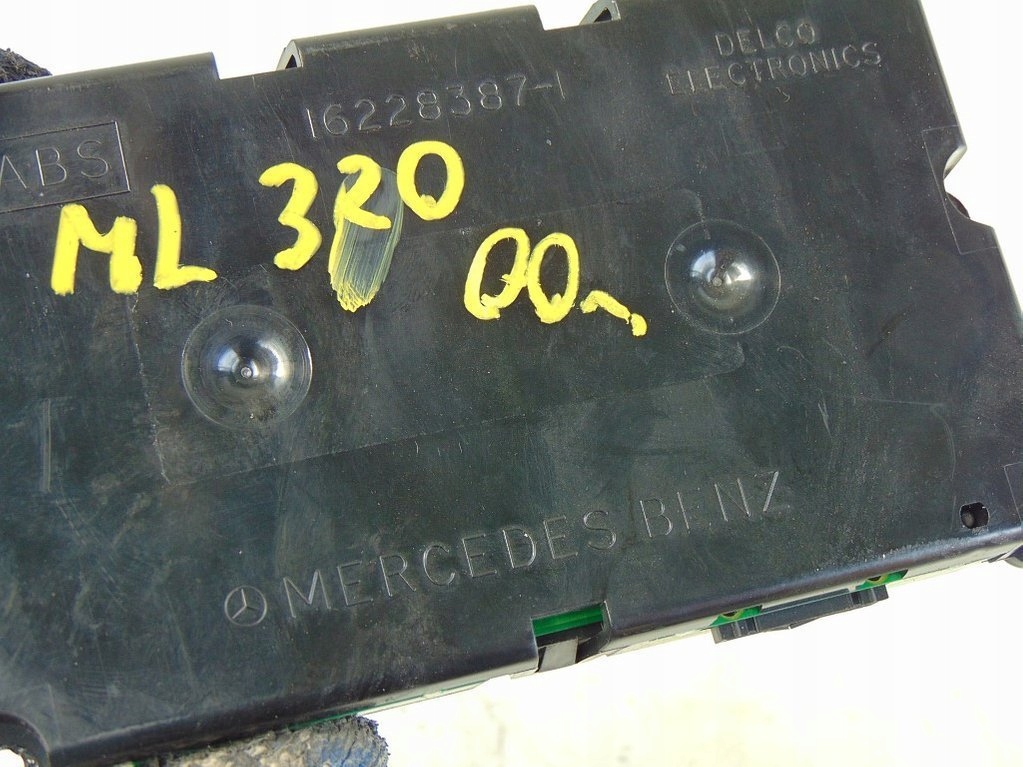 DELCO
ELECTRONICS
16228387-1
ABS
ML 320
00~
MERCEDES BENZ